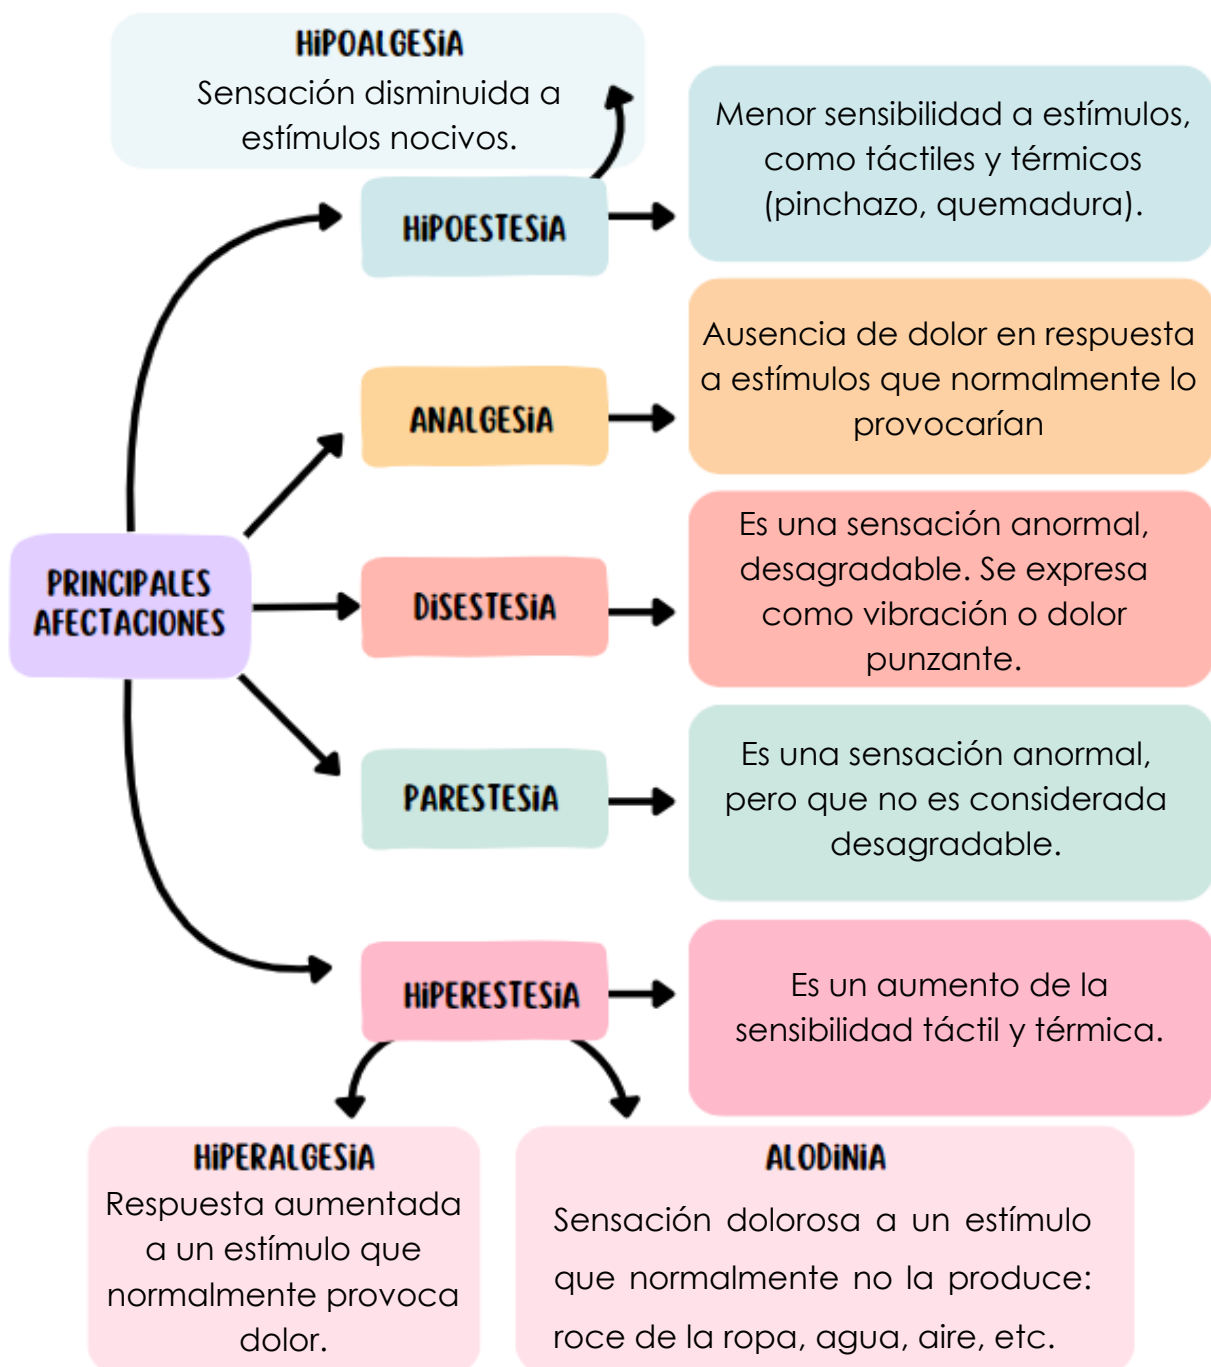 HiPOALGESiA
Sensación disminuida a
estímulos nocivos.
HiPOESTESiA
Menor sensibilidad a estímulos,
como táctiles y térmicos
(pinchazo, quemadura).
ANALGESiA
Ausencia de dolor en respuesta
a estímulos que normalmente lo
provocarían
PRINCIPALES
AFECTACIONES
DiSESTESiA
Es una sensación anormal,
desagradable. Se expresa
como vibración o dolor
punzante.
PARESTESiA
Es una sensación anormal,
pero que no es considerada
desagradable.
HiPERESTESiA
Es un aumento de la
sensibilidad táctil y térmica.
HiPERALGESiA
Respuesta aumentada
a un estímulo que
normalmente provoca
dolor.
ALODiNiA
Sensación dolorosa a un estímulo
que normalmente no la produce:
roce de la ropa, agua, aire, etc.